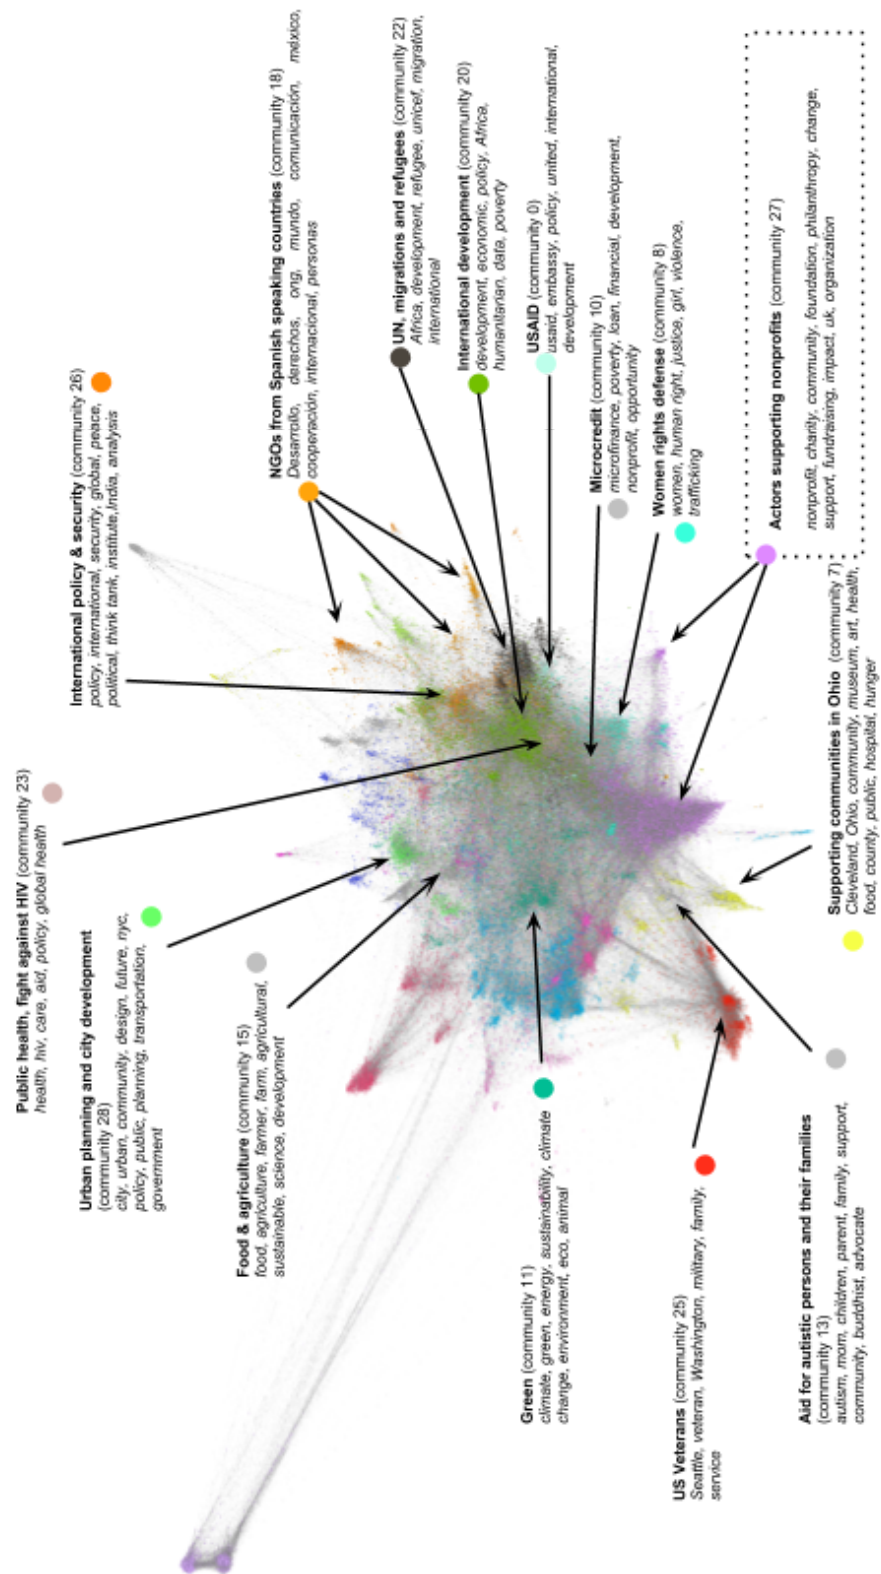 Public health, fight against HIV (community 23)
health, hiv, care, aid, policy, global health
Urban planning and city development
(community 28)
city, urban, community, design, future, nyc,
policy, public, planning, transportation,
government
Food & agriculture (community 15)
food, agriculture, farmer, farm, agricultural,
sustainable, science, development
Green (community 11)
climate, green, energy, sustainability, climate
change, environment, eco, animal
US Veterans (community 25)
Seattle, veteran, Washington, military, family,
service
Aid for autistic persons and their families
(community 13)
autism, mom, children, parent, family, support,
community, buddhist, advocate
International policy & security (community 26)
policy, international, security, global, peace,
political, think tank, institute,India, analysis
NGOs from Spanish speaking countries (community 18)
Desarrollo, derechos, ong, mundo, comunicación, méxico,
cooperación, internacional, personas
UN, migrations and refugees (community 22)
Africa, development, refugee, unicef, migration,
international
International development (community 20)
development, economic, policy, Africa,
humanitarian, data, poverty
USAID (community 0)
usaid, embassy, policy, united, international,
development
Microcredit (community 10)
microfinance, poverty, loan, financial, development,
nonprofit, opportunity
Women rights defense (community 8)
women, human right, justice, girl, violence,
trafficking
Actors supporting nonprofits (community 27)
nonprofit, charity, community, foundation, philanthropy, change,
support, fundraising, impact, uk, organization
Supporting communities in Ohio (community 7)
Cleveland, Ohio, community, museum, art, health,
food, county, public, hospital, hunger